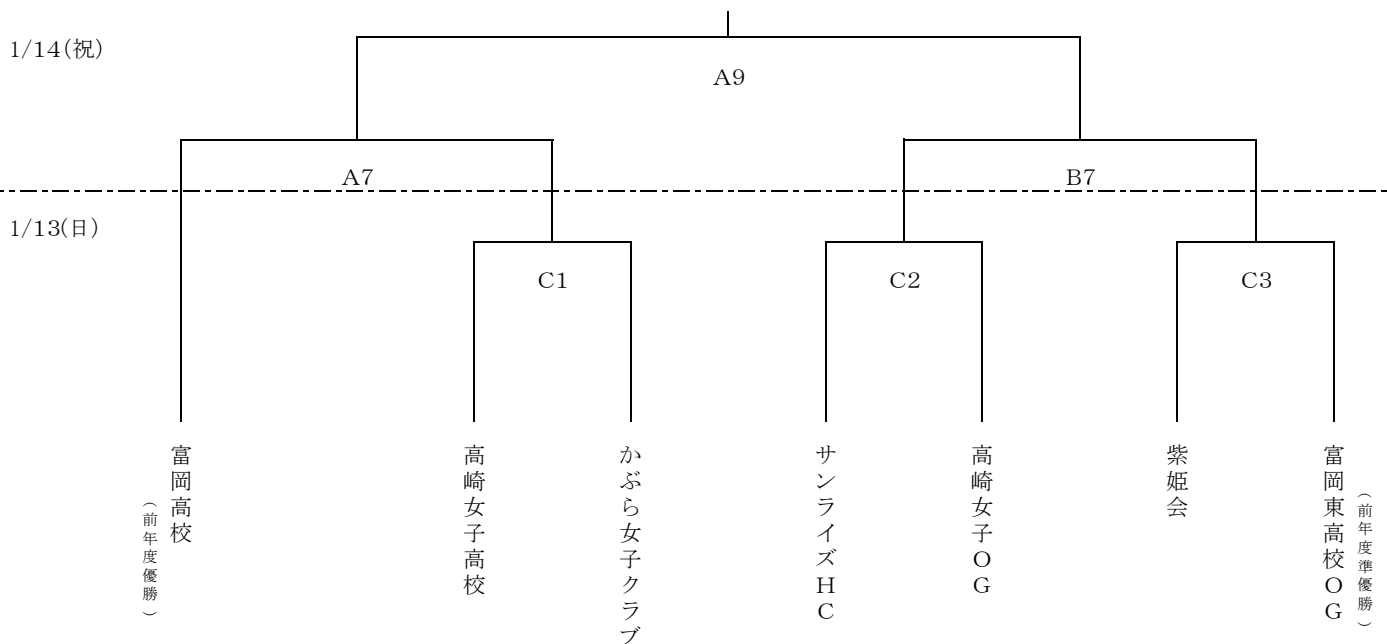 1/14(祝)
A9
A7
B7
1/13(日)
C1
C2
C3
富岡高校
(前年度優勝)
高崎女子高校
かぶら女子クラブ
サンライズHC
高崎女子OG
紫姫会
富岡東高校OG
(前年度準優勝)